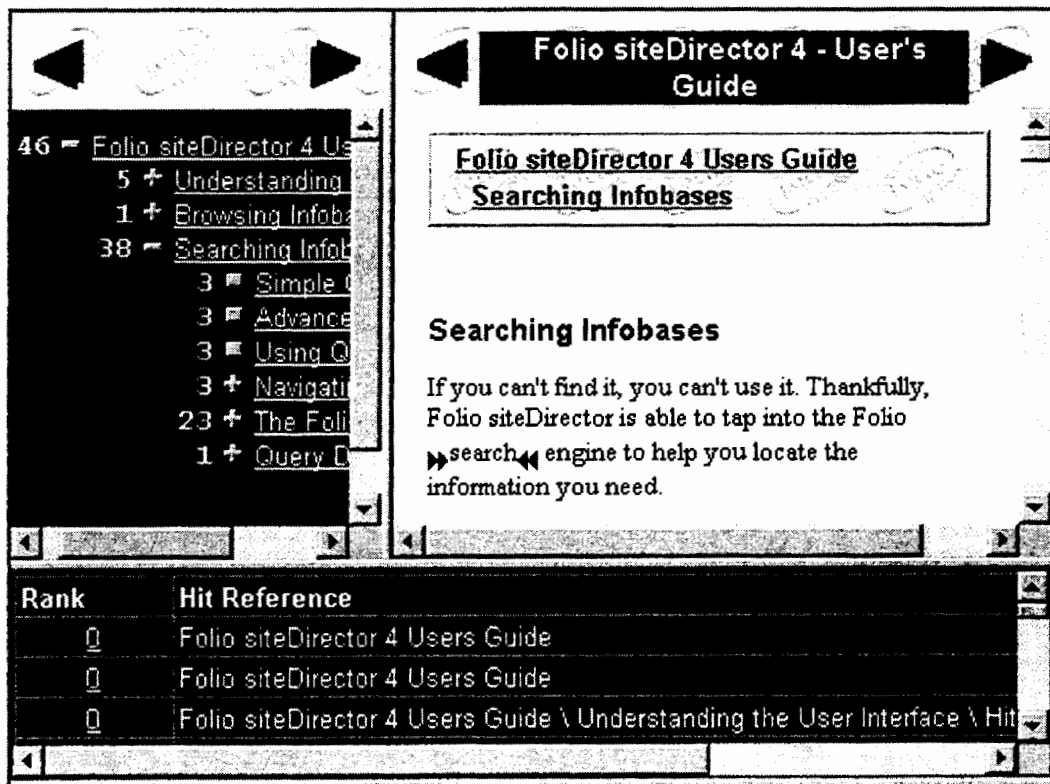 46 Folio siteDirector 4 Us
5 + Understanding
1 + Browsing Infoba
38 Searching Infob
3 Simple
3 Advance
3 Using Q
3 + Navigati
23 + The Foli
1 + Query D
Folio siteDirector 4 - User's
Guide
Folio siteDirector 4 Users Guide
Searching Infobases
Searching Infobases
If you can't find it, you can't use it. Thankfully,
Folio siteDirector is able to tap into the Folio
search engine to help you locate the
information you need.
Rank Hit Reference
0 Folio siteDirector 4 Users Guide
0 Folio siteDirector 4 Users Guide
0 Folio siteDirector 4 Users Guide \ Understanding the User Interface \ Hit